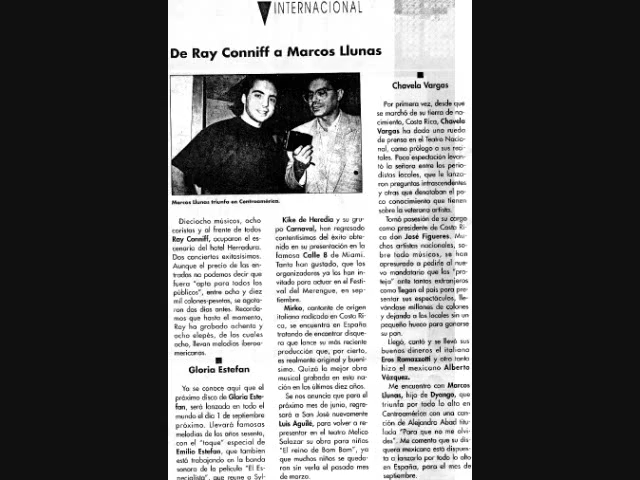 INTERNACIONAL
De Ray Conniff a Marcos Llunas
Marcos Llunas triunfa en Centroamérica.
Dieciocho músicos, ocho
coristas y al frente de todos
Ray Conniff, ocuparon el es-
cenario del hotel Herradura.
Dos conciertos exitosísimos.
Aunque el precio de las en-
tradas no podamos decir que
fuera "apto para todos los
públicos", entre ocho y diez
mil colones-pesetas, se agota-
ron dos días antes. Recorda-
mos que hasta el momento,
Ray ha grabado ochenta y
ocho elepés, de los cuales
ocho, llevan melodías ibero-
americanas.
Gloria Estefan
Ya se conoce aquí que el
próximo disco de Gloria Este-
fan, será lanzado en todo el
mundo el día 1 de septiembre
próximo. Llevará famosas
melodías de los años sesenta,
con el "toque" especial de
Emilio Estefan, que tambien
está trabajando en la banda
sonora de la película "El Es-
pecialista", que reune a Syl-
Kike de Heredia y su gru-
po Carnaval, han regresado
contentísimos del éxito obte-
nido en su presentación en la
famosa Calle 8 de Miami.
Tanto han gustado, que los
organizadores ya los han in-
vitado para actuar en el Festi-
val del Merengue, en sep-
tiembre.
Mirko, cantante de origen
italiana radicado en Costa Ri-
ca, se encuentra en España
tratando de encontrar disquera
que lance su más reciente
producción que, por cierto,
es realmente original y buení-
simo. Quizá la mejor obra
musical grabada en esta na-
ción en los últimos diez años.
Se nos anuncia que para el
próximo mes de junio, regre-
sará a San José nuevamente
Luis Aguilé, para volver a re-
presentar en el teatro Melico
Salazar su obra para niños
"El reino de Bom Bom", ya
que muchos niños se queda-
ron sin verla el pasado mes
de marzo.
Chavela Vargas
Por primera vez, desde que
se marchó de su tierra de na-
cimiento, Costa Rica, Chavela
Vargas ha dado una rueda
de prensa en el Teatro Nacio-
nal, como prólogo a sus reci-
tales. Poca espectación levan-
tó la señora entre los perio-
distas locales, que le lanza-
ron preguntas intrascendentes
y otras que denotaban el po-
co conocimiento que tienen
sobre la veterana artista.
Tomó posesión de su cargo
como presidente de Costa Ri-
ca don José Figueres. Mu-
chos artistas nacionales, so-
bre todo músicos, se han
apresurado a pedirle al nue-
vo mandatario que las "pro-
teja" ante tantos extranjeros
como llegan al país para pre-
sentar sus espectáculos, lle-
vándose millones de colones
y dejando a los locales sin un
pequeño hueco para ganarse
su pan.
Llegó, cantó y se llevó sus
buenos dineros el italiano
Eros Ramazzotti y otro tanto
hizo el mexicano Alberto
Vázquez.
Me encuentro con Marcos
Llunas, hijo de Dyango, que
triunfa por todo lo alto en
Centroamérica con una can-
ción de Alejandro Abad titu-
lada "Para que no me olvi-
des". Me comenta que su dis-
quera mexicana está dispues-
ta a lanzarlo por todo lo alto
en España, para el mes de
septiembre.